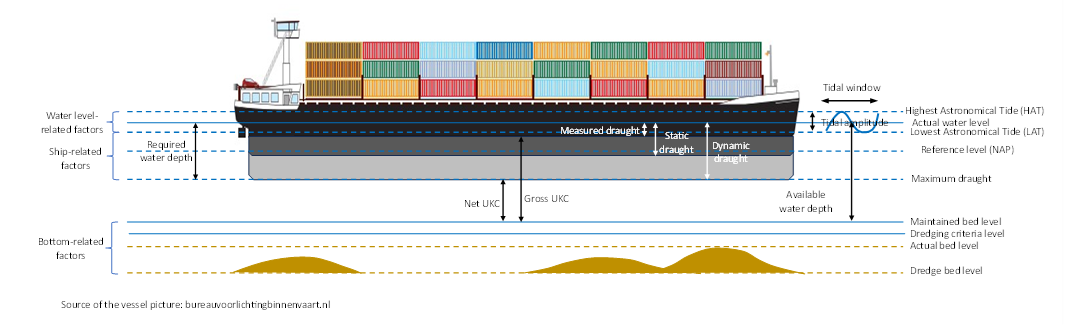 Tidal window
Highest Astronomical Tide (HAT)
Water level-
related factors
Actual water level
Tidal amplitude
Measured draught
Lowest Astronomical Tide (LAT)
Static
draught
Required
water depth
Dynamic
draught
Ship-related
factors
Reference level (NAP)
Maximum draught
Net UKC
Gross UKC
Available
water depth
Maintained bed level
Dredging criteria level
Bottom-related
factors
Actual bed level
Dredge bed level
Source of the vessel picture: bureauvoorlichtingbinnenvaart.nl